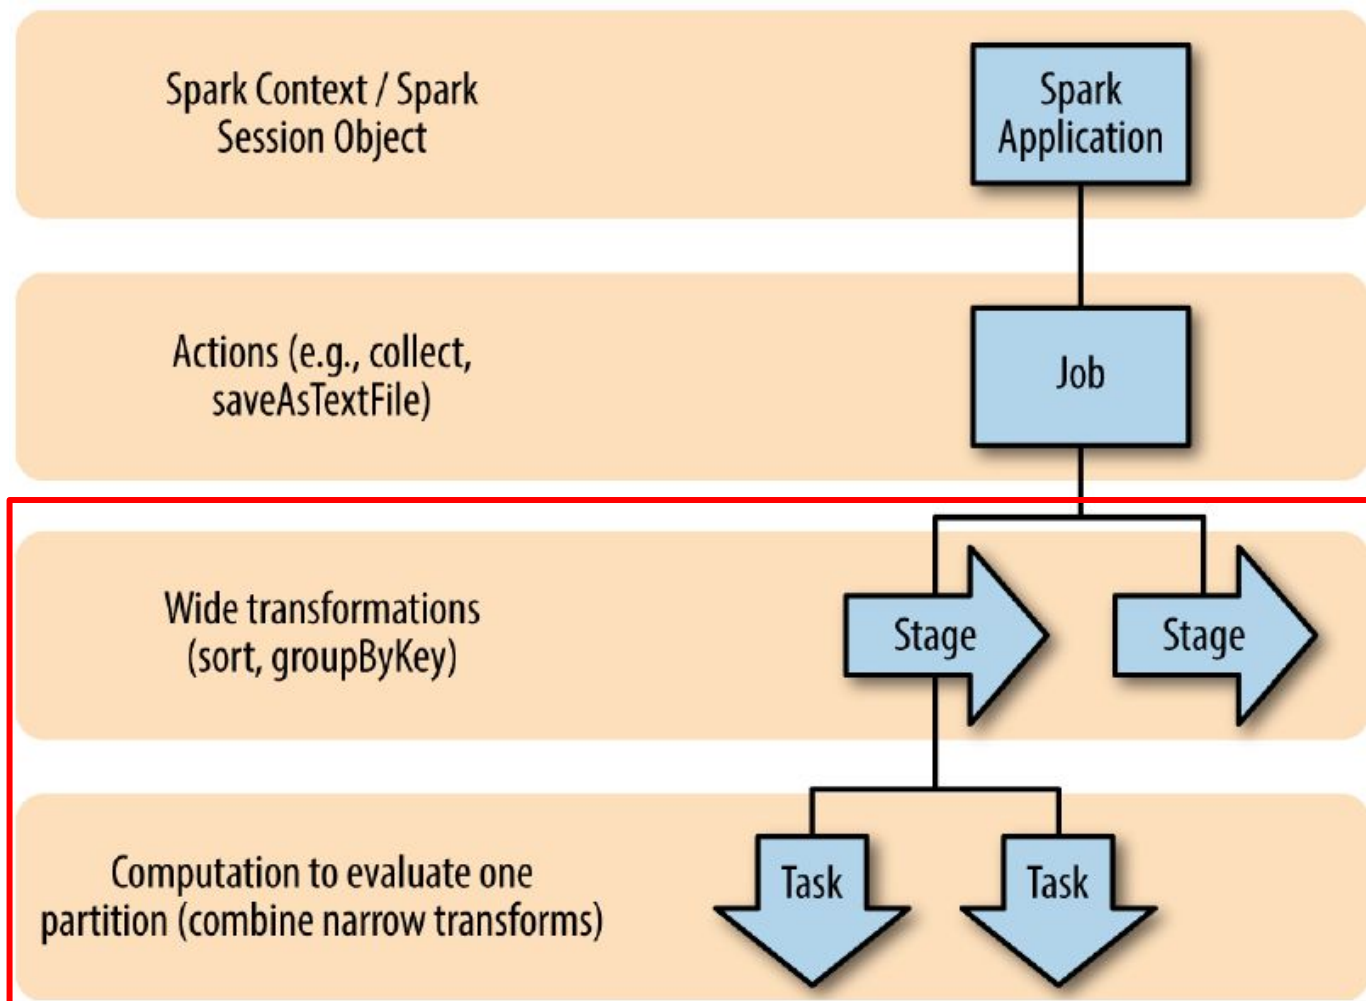 Spark Context / Spark
Session Object
Spark
Application
Actions (e.g., collect,
saveAsTextFile)
Job
Wide transformations
(sort, groupByKey)
Stage
Stage
Computation to evaluate one
partition (combine narrow transforms)
Task
Task